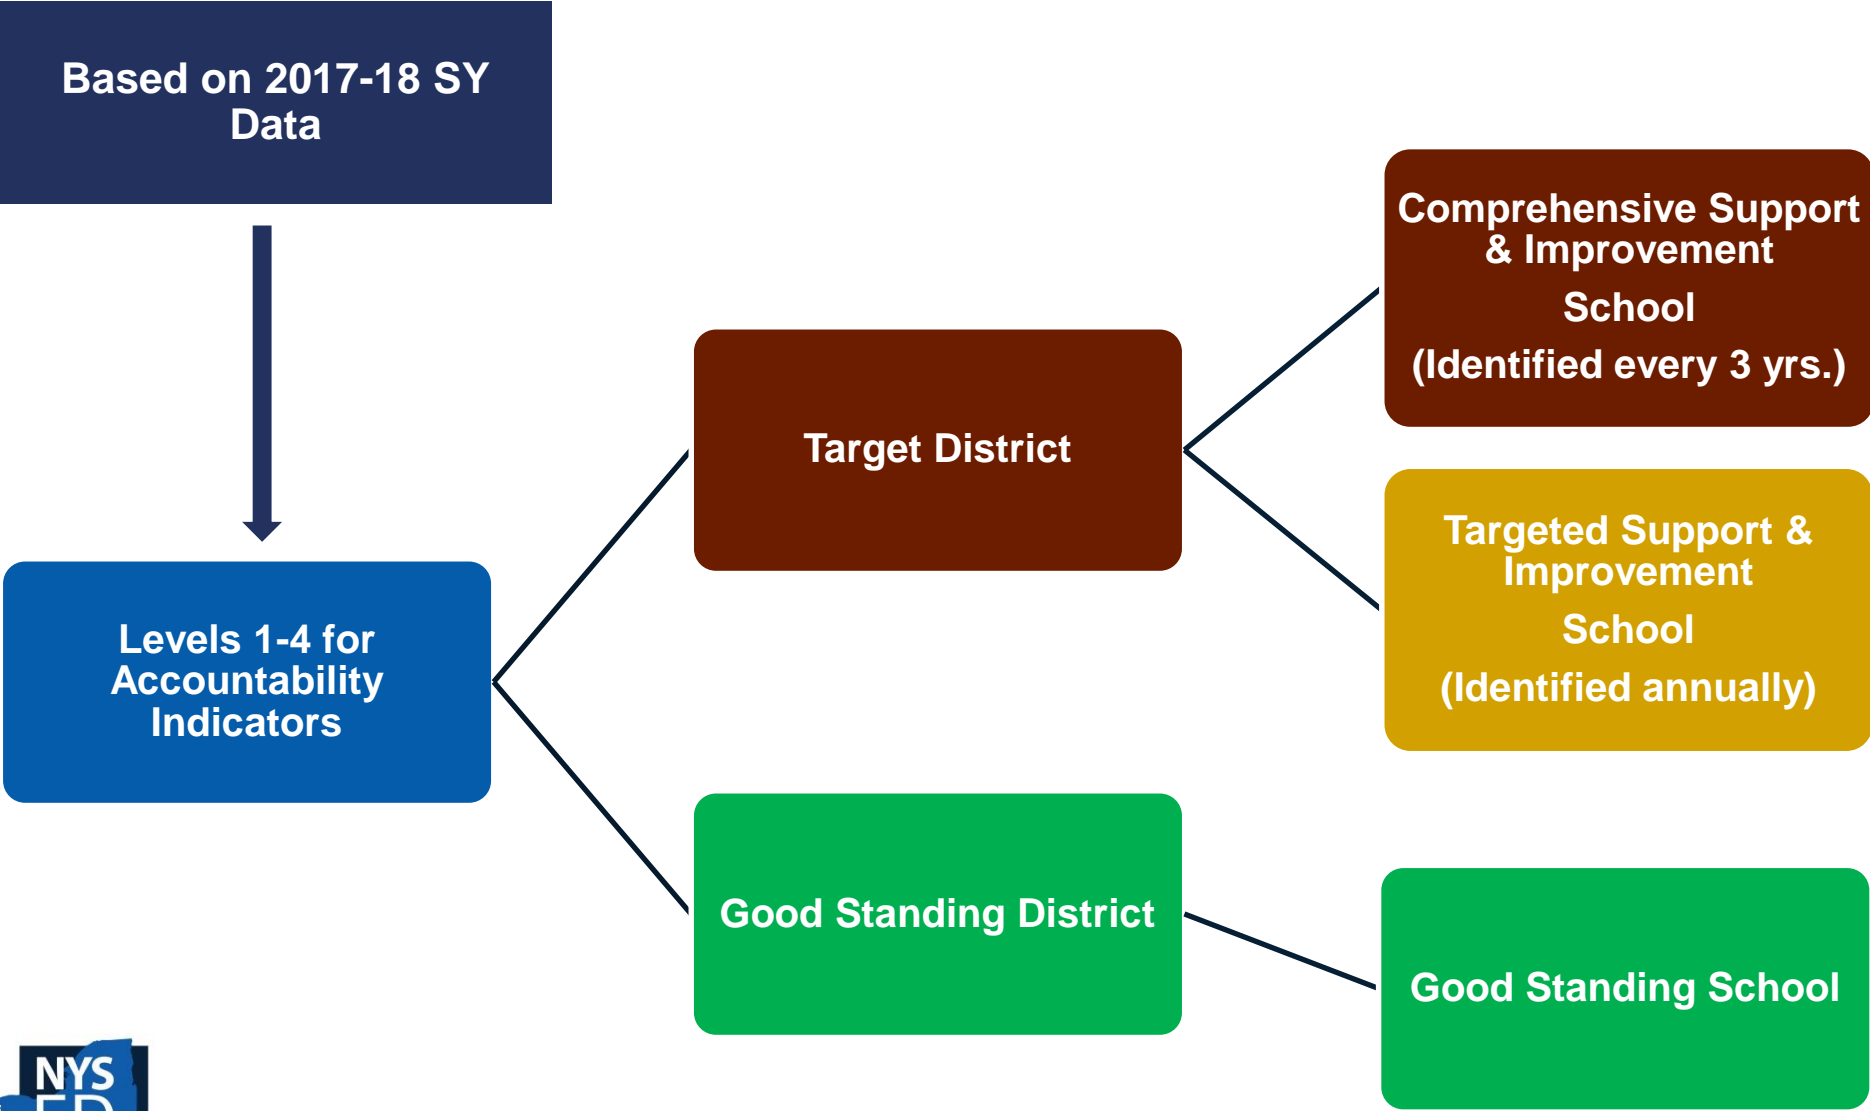 Based on 2017-18 SY
Data
Comprehensive Support
& Improvement
School
(Identified every 3 yrs.)
Target District
Targeted Support &
Improvement
School
(Identified annually)
Levels 1-4 for
Accountability
Indicators
Good Standing District
Good Standing School
NYS
ED